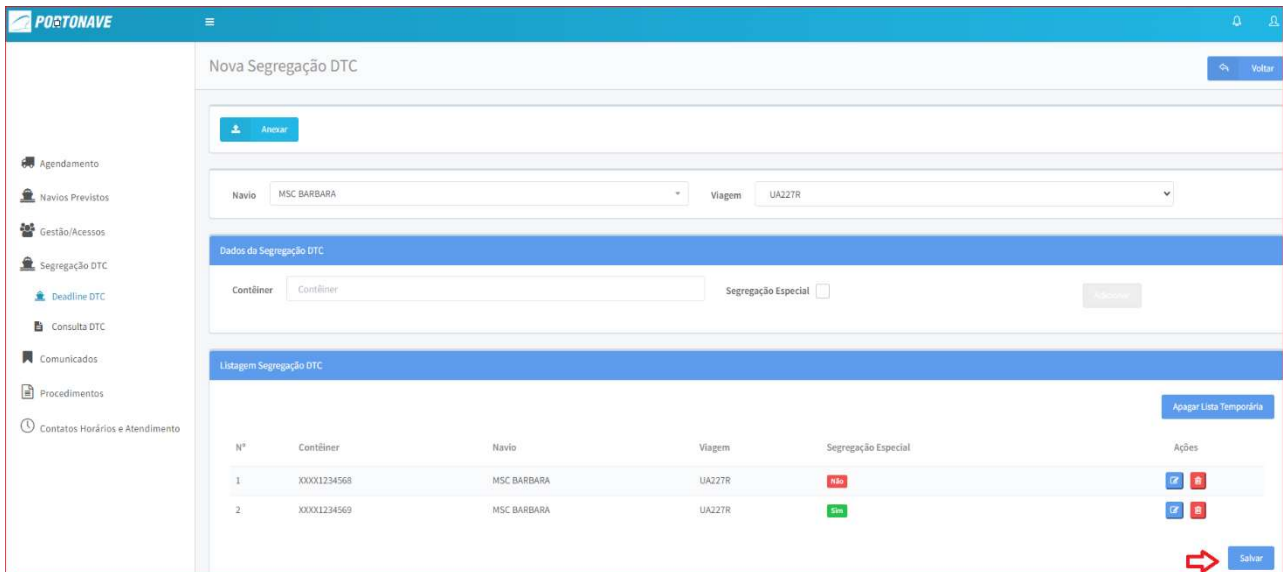 PORTONAVE
Nova Segregação DTC
Voltar
Anexar
Agendamento
Navios Previstos
Gestão/Acessos
Segregação DTC
Deadline DTC
Consulta DTC
Comunicados
Procedimentos
Contatos Horários e Atendimento
Navio MSC BARBARA Viagem UA227R
Dados da Segregação DTC
Contêiner Contêiner Segregação Especial Adicionar
Listagem Segregação DTC
Apagar Lista Temporária
Nº Contêiner Navio Viagem Segregação Especial Ações
1 XXXX1234568 MSC BARBARA UA227R Não
2 XXXX1234569 MSC BARBARA UA227R Sim
Salvar